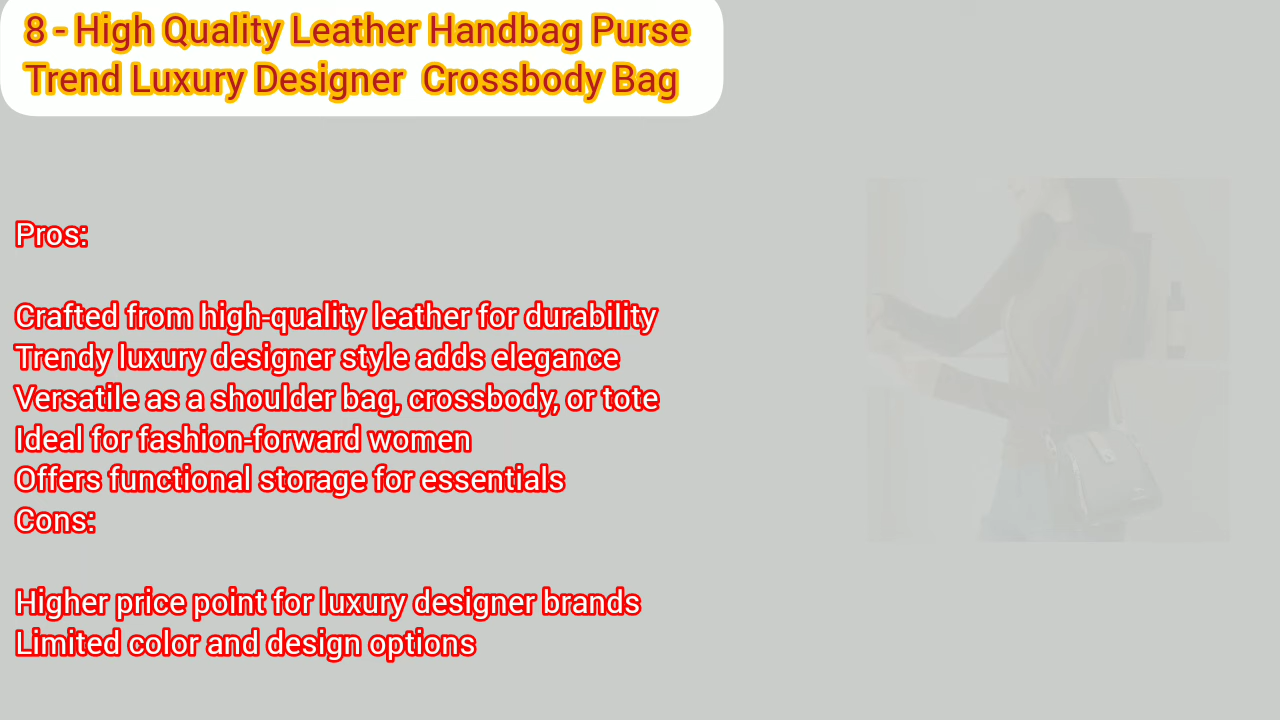 8 - High Quality Leather Handbag Purse
Trend Luxury Designer  Crossbody Bag
Pros:
Crafted from high-quality leather for durability
Trendy luxury designer style adds elegance
Versatile as a shoulder bag, crossbody, or tote
Ideal for fashion-forward women
Offers functional storage for essentials
Cons:
Higher price point for luxury designer brands
Limited color and design options